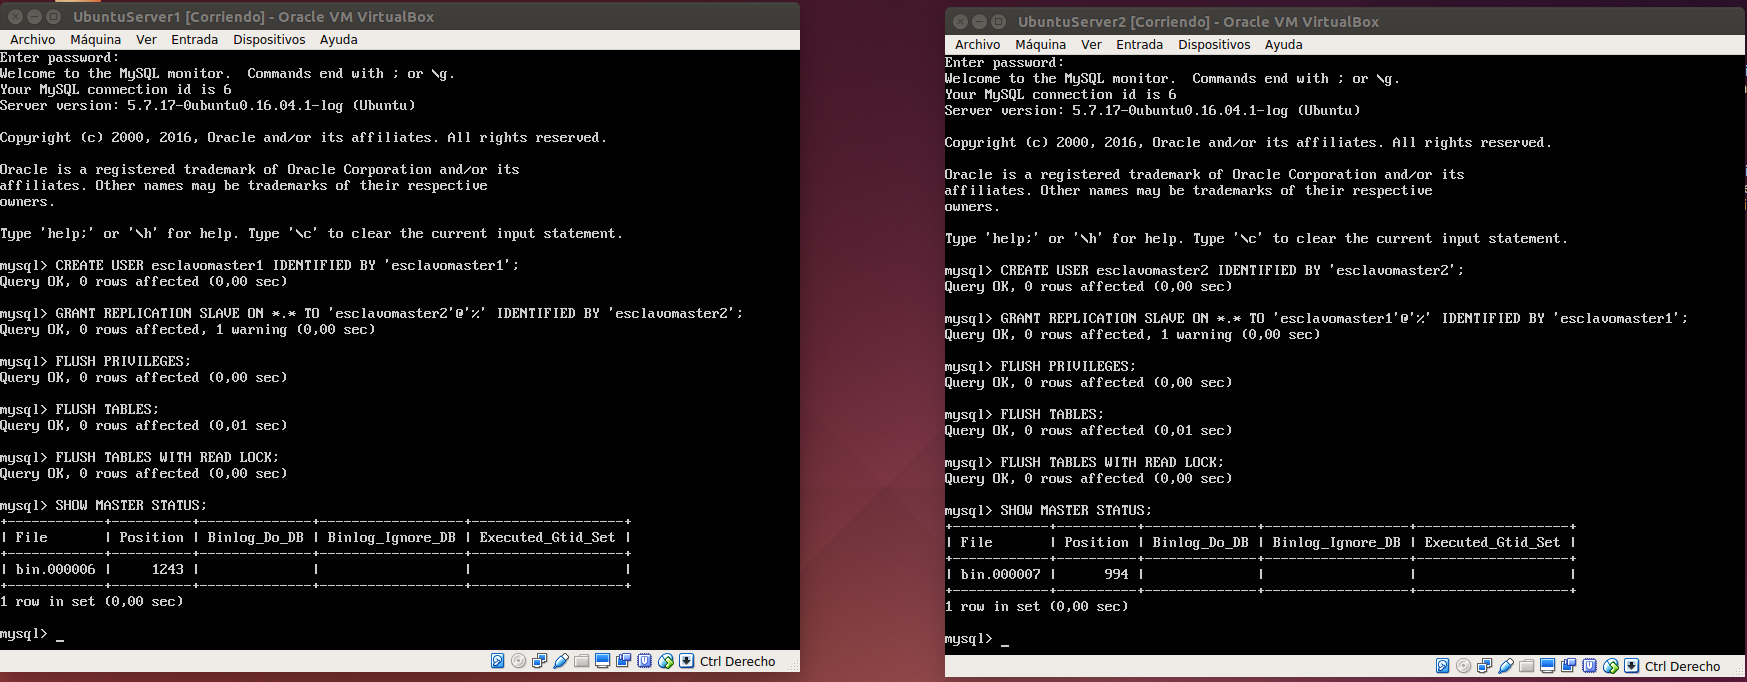 UbuntuServer1 [Corriendo] - Oracle VM VirtualBox
Archivo Máquina Ver Entrada Dispositivos Ayuda
Enter password:
Welcome to the MySQL monitor.  Commands end with ; or \g.
Your MySQL connection id is 6
Server version: 5.7.17-0ubuntu0.16.04.1-log (Ubuntu)
Copyright (c) 2000, 2016, Oracle and/or its affiliates. All rights reserved.
Oracle is a registered trademark of Oracle Corporation and/or its
affiliates. Other names may be trademarks of their respective
owners.
Type 'help;' or '\h' for help. Type '\c' to clear the current input statement.
mysql> CREATE USER esclavomaster1 IDENTIFIED BY 'esclavomaster1';
Query OK, 0 rows affected (0,00 sec)
mysql> GRANT REPLICATION SLAVE ON *.* TO 'esclavomaster2'@'%' IDENTIFIED BY 'esclavomaster2';
Query OK, 0 rows affected, 1 warning (0,00 sec)
mysql> FLUSH PRIVILEGES;
Query OK, 0 rows affected (0,00 sec)
mysql> FLUSH TABLES;
Query OK, 0 rows affected (0,01 sec)
mysql> FLUSH TABLES WITH READ LOCK;
Query OK, 0 rows affected (0,00 sec)
mysql> SHOW MASTER STATUS;
+------------+----------+--------------+------------------+-------------------+
| File       | Position | Binlog_Do_DB | Binlog_Ignore_DB | Executed_Gtid_Set |
+------------+----------+--------------+------------------+-------------------+
| bin.000006 |     1243 |              |                  |                   |
+------------+----------+--------------+------------------+-------------------+
1 row in set (0,00 sec)
mysql> _
Ctrl Derecho
UbuntuServer2 [Corriendo] - Oracle VM VirtualBox
Archivo Máquina Ver Entrada Dispositivos Ayuda
Enter password:
Welcome to the MySQL monitor.  Commands end with ; or \g.
Your MySQL connection id is 6
Server version: 5.7.17-0ubuntu0.16.04.1-log (Ubuntu)
Copyright (c) 2000, 2016, Oracle and/or its affiliates. All rights reserved.
Oracle is a registered trademark of Oracle Corporation and/or its
affiliates. Other names may be trademarks of their respective
owners.
Type 'help;' or '\h' for help. Type '\c' to clear the current input statement.
mysql> CREATE USER esclavomaster2 IDENTIFIED BY 'esclavomaster2';
Query OK, 0 rows affected (0,00 sec)
mysql> GRANT REPLICATION SLAVE ON *.* TO 'esclavomaster1'@'%' IDENTIFIED BY 'esclavomaster1';
Query OK, 0 rows affected, 1 warning (0,00 sec)
mysql> FLUSH PRIVILEGES;
Query OK, 0 rows affected (0,00 sec)
mysql> FLUSH TABLES;
Query OK, 0 rows affected (0,01 sec)
mysql> FLUSH TABLES WITH READ LOCK;
Query OK, 0 rows affected (0,00 sec)
mysql> SHOW MASTER STATUS;
+------------+----------+--------------+------------------+-------------------+
| File       | Position | Binlog_Do_DB | Binlog_Ignore_DB | Executed_Gtid_Set |
+------------+----------+--------------+------------------+-------------------+
| bin.000007 |      994 |              |                  |                   |
+------------+----------+--------------+------------------+-------------------+
1 row in set (0,00 sec)
mysql> _
Ctrl Derecho